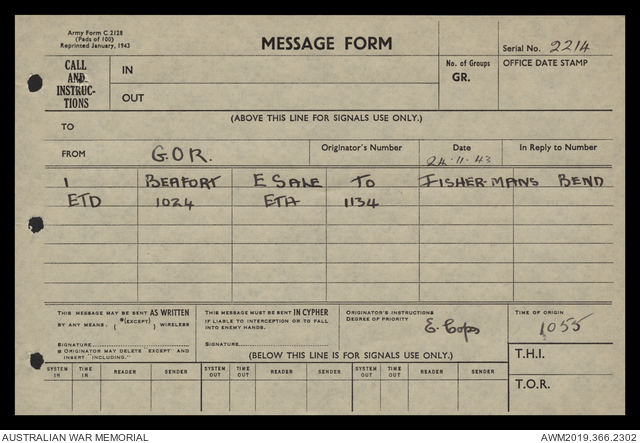 Army Form C 2128
(Pads of 100)
Reprinted January, 1943
MESSAGE FORM
Serial No. 2214
CALL AND INSTRUC- TIONS
IN
OUT
No. of Groups
GR.
OFFICE DATE STAMP
(ABOVE THIS LINE FOR SIGNALS USE ONLY.)
TO
FROM G.O.R.
Originator's Number
Date
24-11-43
In Reply to Number
1 BEAFORT E SALE TO FISHER-MANS BEND
ETD 1024 ETA 1134
THIS MESSAGE MAY BE SENT AS WRITTEN
BY ANY MEANS. ( *(EXCEPT) ) WIRELESS
SIGNATURE
* ORIGINATOR MAY DELETE "EXCEPT" AND
INSERT "INCLUDING."
THIS MESSAGE MUST BE SENT IN CYPHER
IF LIABLE TO INTERCEPTION OR TO FALL
INTO ENEMY HANDS.
SIGNATURE
ORIGINATOR'S INSTRUCTIONS
DEGREE OF PRIORITY
E. Cops
TIME OF ORIGIN
1055
T.H.I.
T.O.R.
(BELOW THIS LINE IS FOR SIGNALS USE ONLY.)
SYSTEM IN TIME IN READER SENDER SYSTEM OUT TIME OUT READER SENDER SYSTEM OUT TIME OUT READER SENDER
AUSTRALIAN WAR MEMORIAL
AWM2019.366.2302